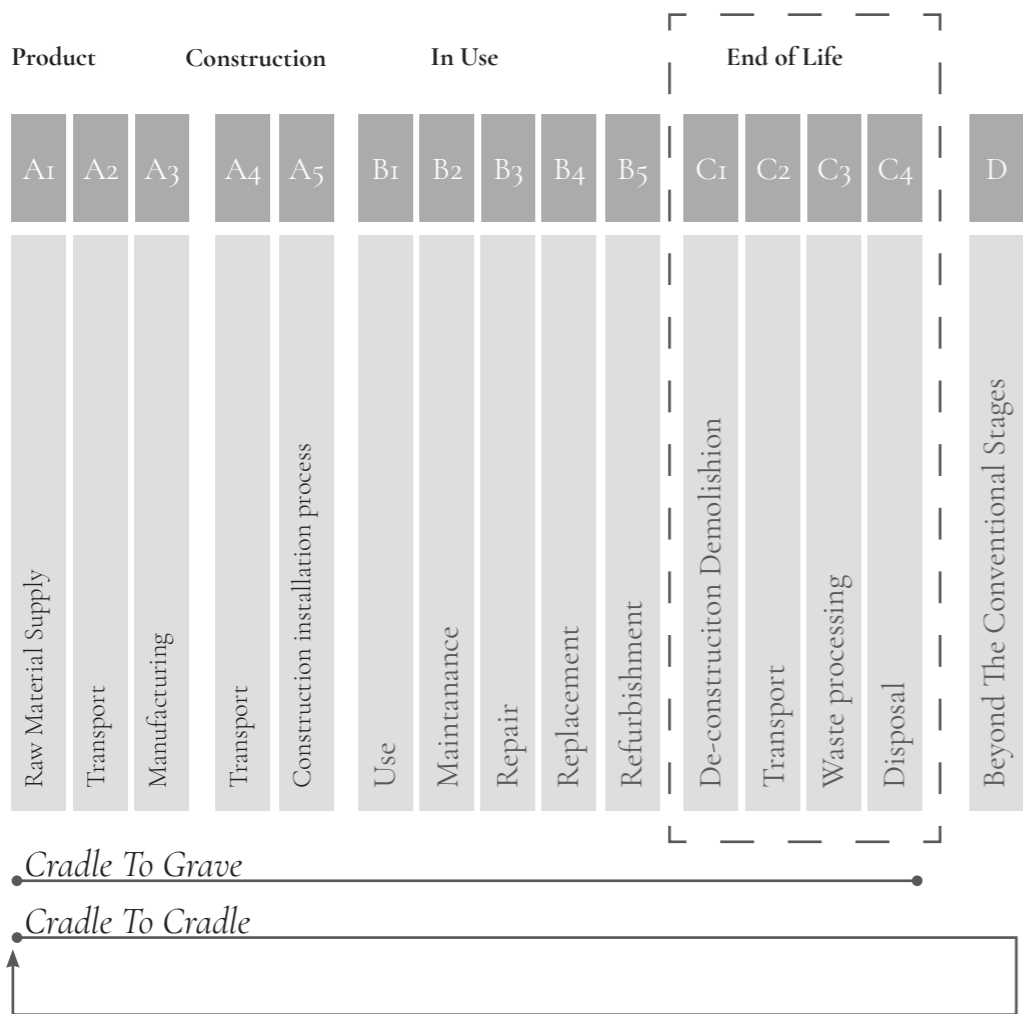 Product
Construction
In Use
End of Life
A1
A2
A3
A4
A5
B1
B2
B3
B4
B5
C1
C2
C3
C4
D
Raw Material Supply
Transport
Manufacturing
Transport
Construction installation process
Use
Maintanance
Repair
Replacement
Refurbishment
De-construciton Demolishion
Transport
Waste processing
Disposal
Beyond The Conventional Stages
Cradle To Grave
Cradle To Cradle